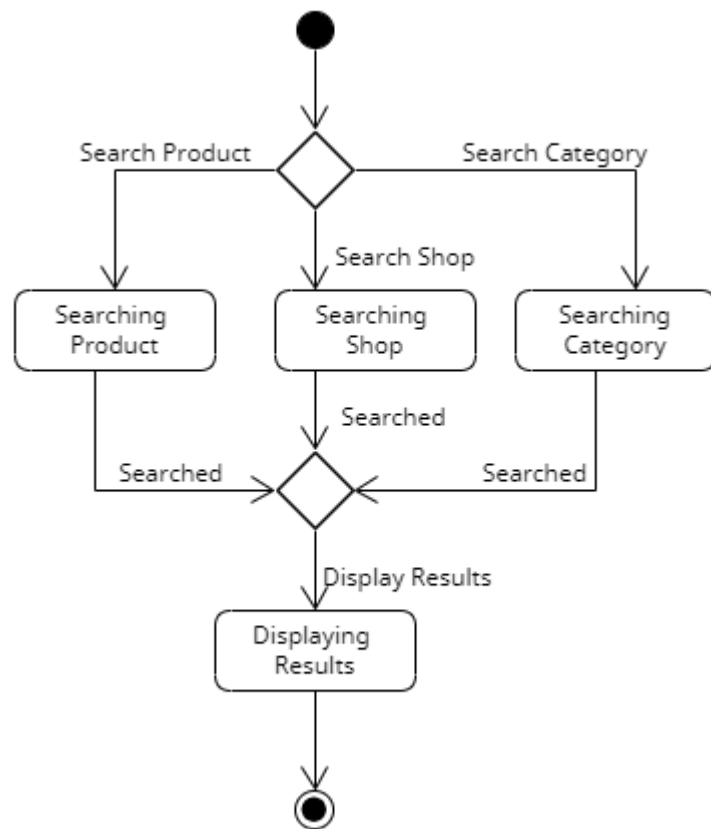 Search Product
Search Category
Search Shop
Searching
Product
Searching
Shop
Searching
Category
Searched
Searched
Searched
Display Results
Displaying
Results